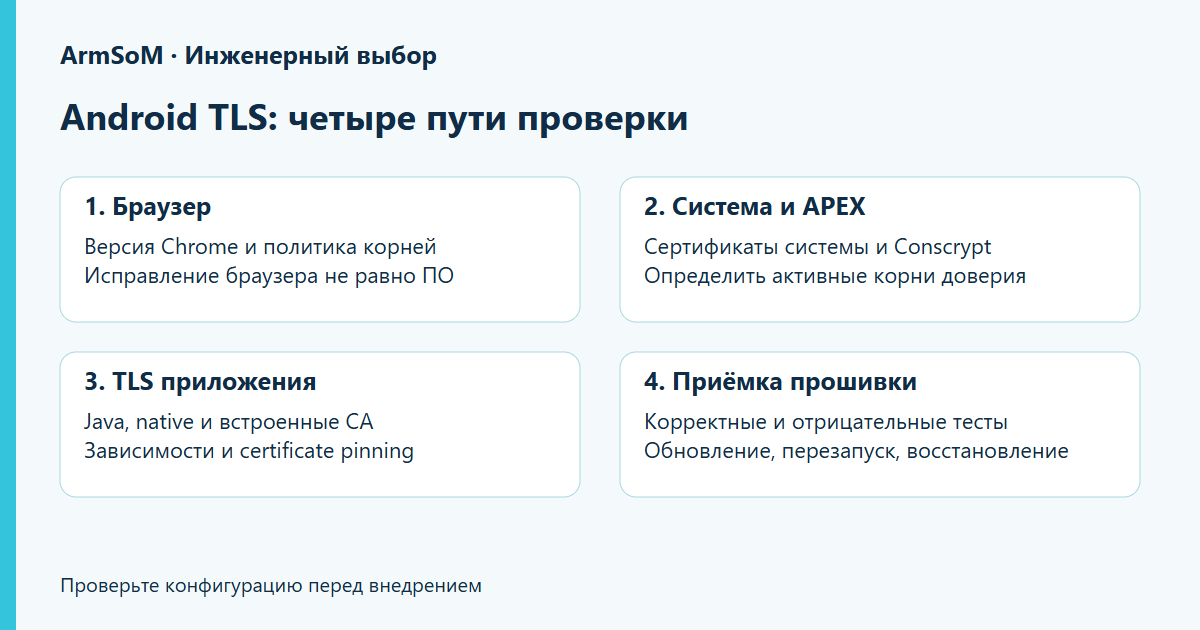 ArmSoM · Инженерный выбор
Android TLS: четыре пути проверки
1. Браузер
Версия Chrome и политика корней
Исправление браузера не равно ПО
2. Система и APEX
Сертификаты системы и Conscrypt
Определить активные корни доверия
3. TLS приложения
Java, native и встроенные CA
Зависимости и certificate pinning
4. Приёмка прошивки
Корректные и отрицательные тесты
Обновление, перезапуск, восстановление
Проверьте конфигурацию перед внедрением